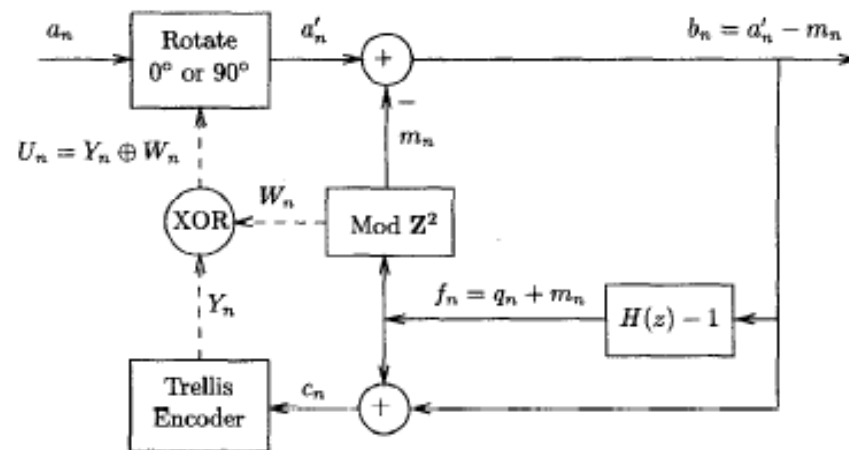 a_n
Rotate
0° or 90°
a'_n
+
b_n = a'_n − m_n
−
m_n
U_n = Y_n ⊕ W_n
XOR
W_n
Mod Z²
Y_n
f_n = q_n + m_n
H(z) − 1
Trellis
Encoder
c_n
+